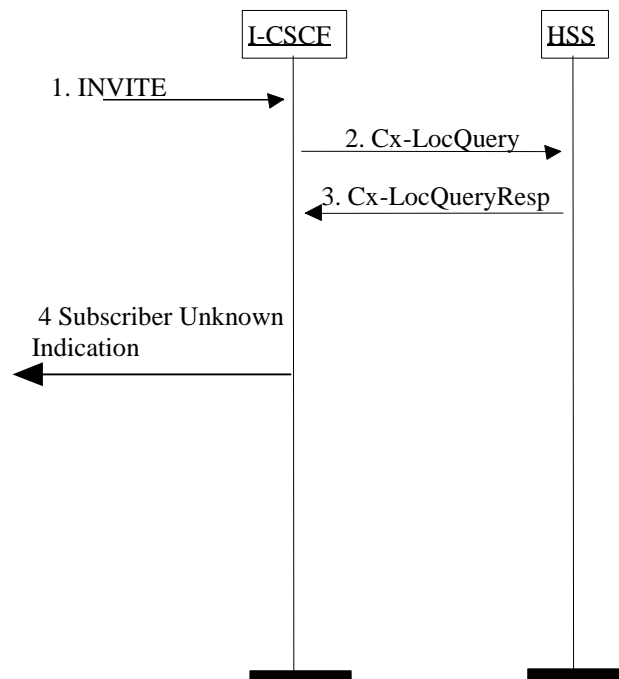 I-CSCF
HSS
1. INVITE
2. Cx-LocQuery
3. Cx-LocQueryResp
4 Subscriber Unknown
Indication